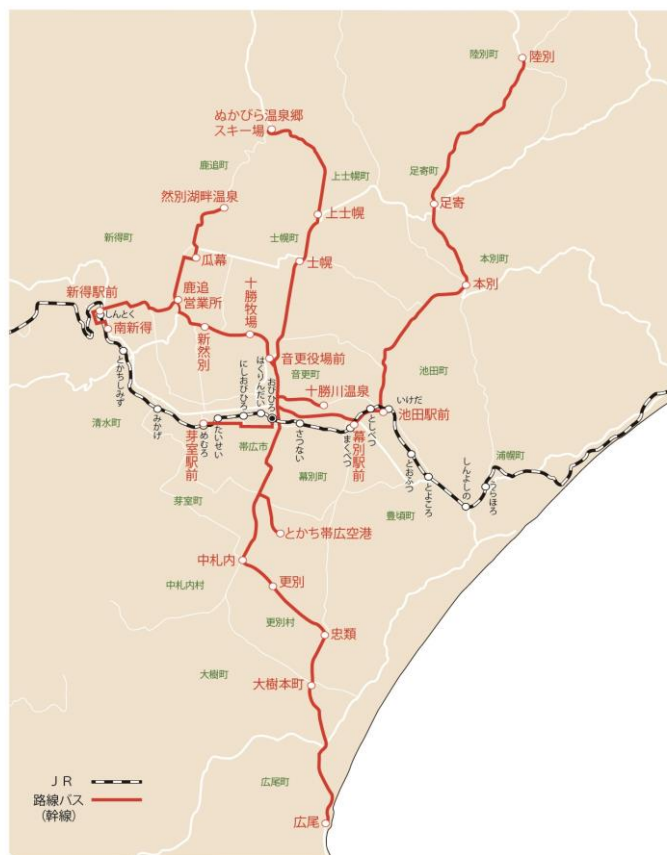 陸別町
陸別
ぬかびら温泉郷
スキー場
鹿追町
上士幌町
足寄町
然別湖畔温泉
足寄
上士幌
新得町
士幌町
瓜幕
士幌
本別町
本別
新得駅前
しんとく
南新得
鹿追
営業所
十勝牧場
新然別
とかちしみず
音更役場前
音更町
池田町
はくりんだい
にしおびひろ
おびひろ
十勝川温泉
いけだ
池田駅前
としべつ
清水町
みかげ
芽室駅前
めむろ
たいせい
帯広市
さつない
まくべつ
幕別駅前
幕別町
とおふつ
とよころ
しんよしの
うらほろ
浦幌町
芽室町
豊頃町
とかち帯広空港
中札内
中札内村
更別
更別村
忠類
大樹町
大樹本町
広尾町
広尾
ＪＲ
路線バス
(幹線)